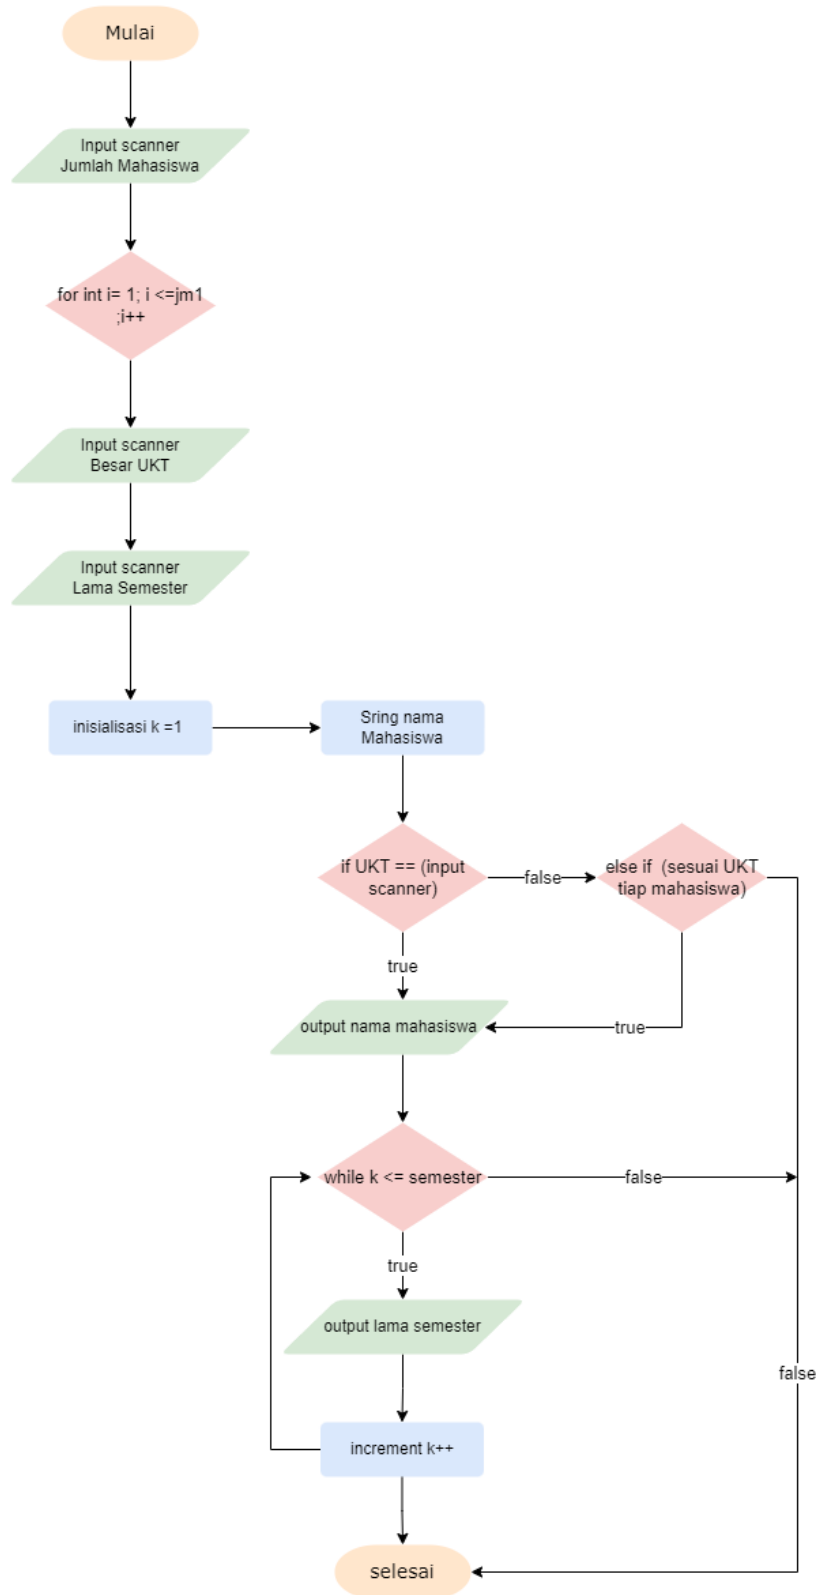 Mulai
Input scanner
Jumlah Mahasiswa
for int i= 1; i <=jm1
;i++
Input scanner
Besar UKT
Input scanner
Lama Semester
inisialisasi k =1
Sring nama
Mahasiswa
if UKT == (input
scanner)
false
else if  (sesuai UKT
tiap mahasiswa)
true
output nama mahasiswa
true
while k <= semester
false
true
output lama semester
false
increment k++
selesai